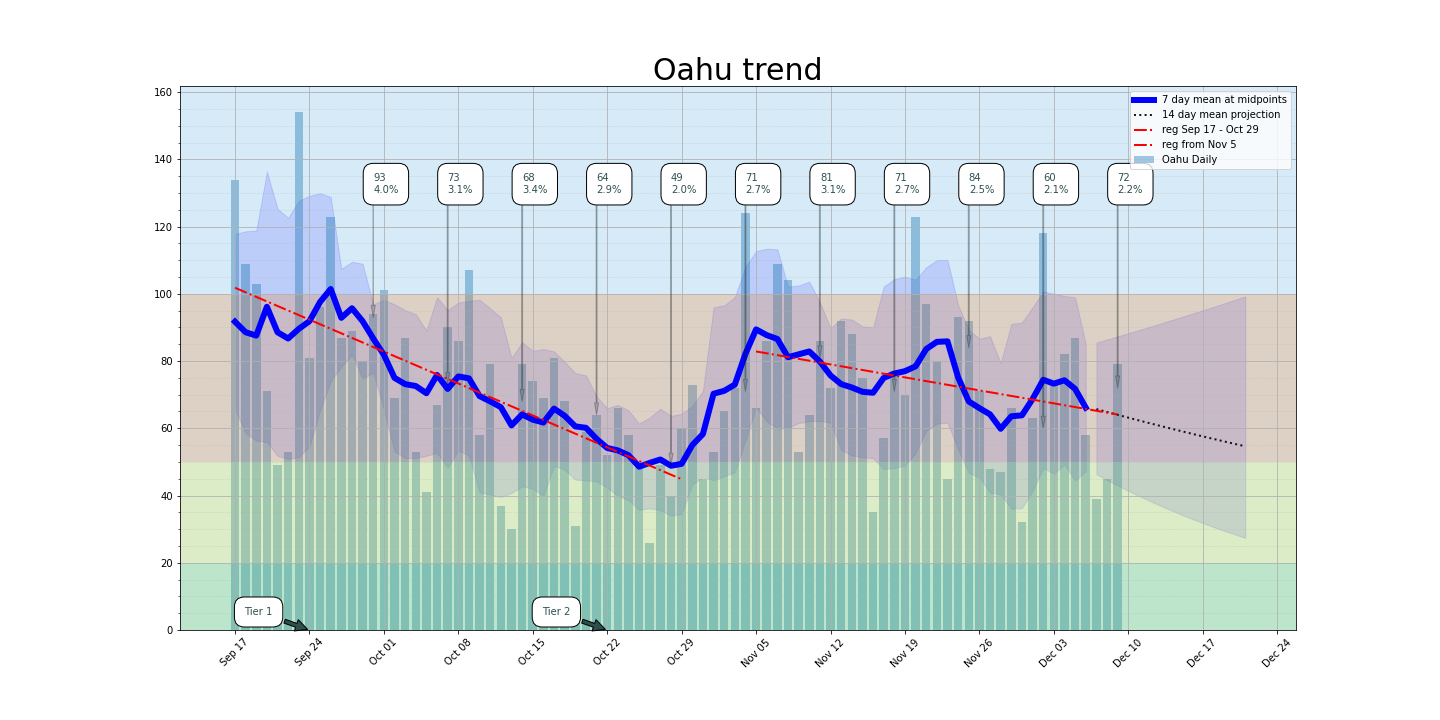 Oahu trend
160
140
120
100
80
60
40
20
0
7 day mean at midpoints
14 day mean projection
reg Sep 17 - Oct 29
reg from Nov 5
Oahu Daily
93
4.0%
73
3.1%
68
3.4%
64
2.9%
49
2.0%
71
2.7%
81
3.1%
71
2.7%
84
2.5%
60
2.1%
72
2.2%
Tier 1
Tier 2
Sep 17
Sep 24
Oct 01
Oct 08
Oct 15
Oct 22
Oct 29
Nov 05
Nov 12
Nov 19
Nov 26
Dec 03
Dec 10
Dec 17
Dec 24